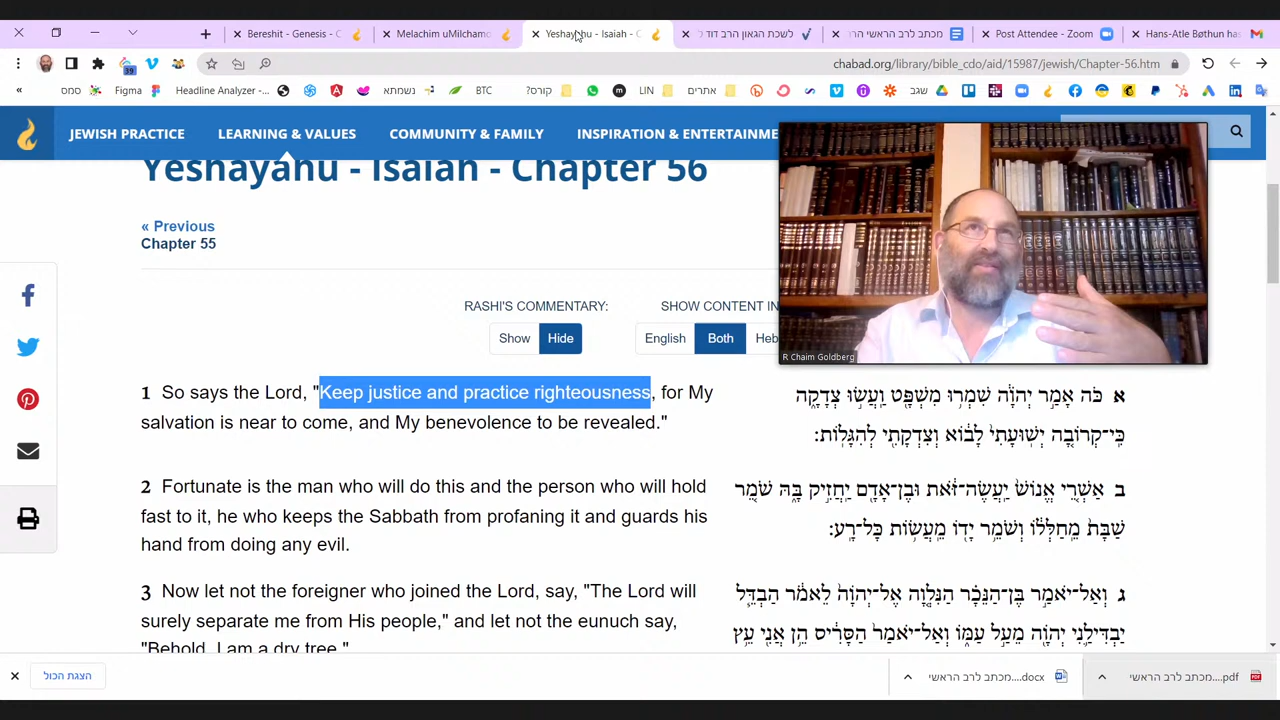 Bereshit - Genesis - C
Melachim uMilchamo
Yeshayahu - Isaiah - C
לשכת הגאון הרב דוד ל
מכתב לרב הראשי הר
Post Attendee - Zoom
Hans-Atle Bøthun has
chabad.org/library/bible_cdo/aid/15987/jewish/Chapter-56.htm
39
סמס
Figma
Headline Analyzer -...
קורס?
נשמתא
BTC
LIN
אתרים
שגב
JEWISH PRACTICE
LEARNING & VALUES
COMMUNITY & FAMILY
INSPIRATION & ENTERTAINME
Yeshayahu - Isaiah - Chapter 56
« Previous
Chapter 55
RASHI'S COMMENTARY:
SHOW CONTENT IN
Show
Hide
English
Both
Heb
R Chaim Goldberg
1 So says the Lord, "Keep justice and practice righteousness, for My
salvation is near to come, and My benevolence to be revealed."
א כֹּה אָמַר יְהֹוָה שִׁמְרוּ מִשְׁפָּט וַעֲשׂוּ צְדָקָה
כִּי־קְרוֹבָה יְשׁוּעָתִי לָבוֹא וְצִדְקָתִי לְהִגָּלוֹת:
2 Fortunate is the man who will do this and the person who will hold
fast to it, he who keeps the Sabbath from profaning it and guards his
hand from doing any evil.
ב אַשְׁרֵי אֱנוֹשׁ יַעֲשֶׂה־זֹּאת וּבֶן־אָדָם יַחֲזִיק בָּהּ שֹׁמֵר
שַׁבָּת מֵחַלְּלוֹ וְשֹׁמֵר יָדוֹ מֵעֲשׂוֹת כָּל־רָע:
3 Now let not the foreigner who joined the Lord, say, "The Lord will
surely separate me from His people," and let not the eunuch say,
"Behold, I am a dry tree."
ג וְאַל־יֹאמַר בֶּן־הַנֵּכָר הַנִּלְוָה אֶל־יְהֹוָה לֵאמֹר הַבְדֵּל
יַבְדִּילַנִי יְהֹוָה מֵעַל עַמּוֹ וְאַל־יֹאמַר הַסָּרִיס הֵן אֲנִי עֵץ
הצגת הכול
מכתב לרב הראשי....docx
מכתב לרב הראשי....pdf